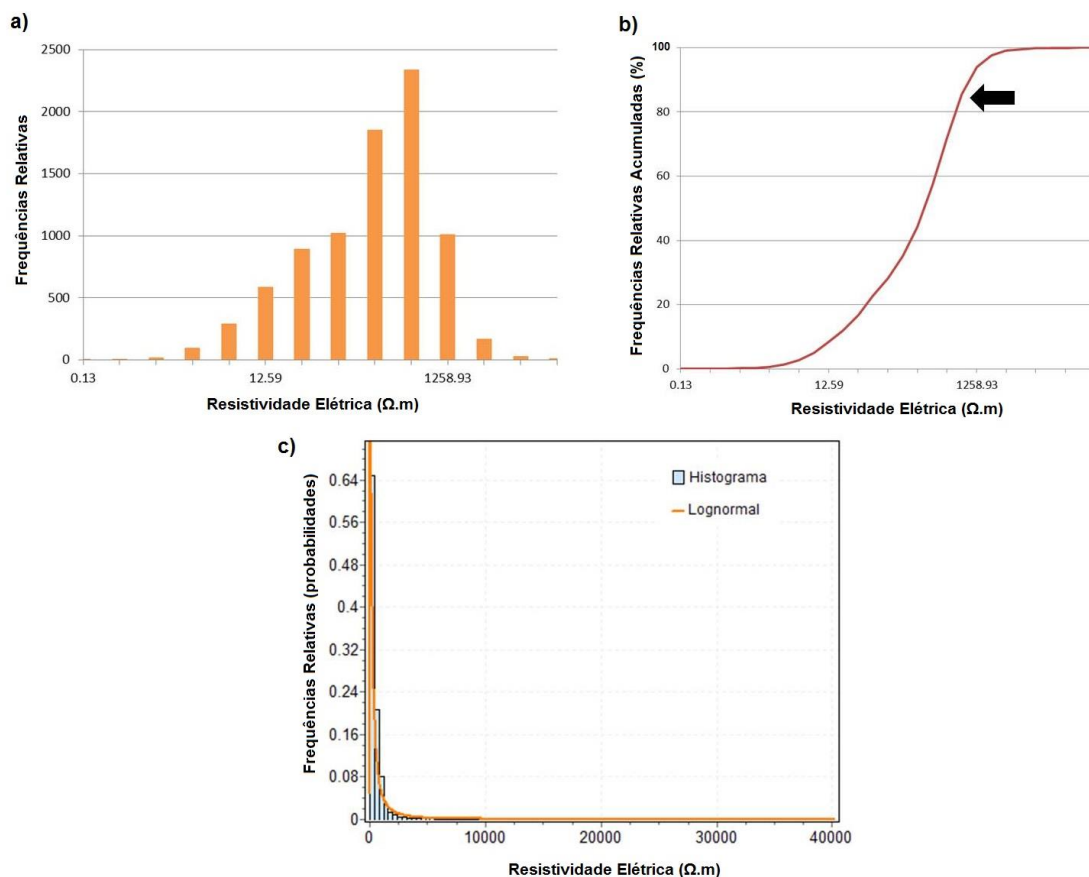 a)
Frequências Relativas
2500
2000
1500
1000
500
0
0.13
12.59
1258.93
Resistividade Elétrica (Ω.m)
b)
Frequências Relativas Acumuladas (%)
100
80
60
40
20
0
0.13
12.59
1258.93
Resistividade Elétrica (Ω.m)
c)
Frequências Relativas (probabilidades)
0.64
0.56
0.48
0.4
0.32
0.24
0.16
0.08
0
Histograma
Lognormal
0
10000
20000
30000
40000
Resistividade Elétrica (Ω.m)